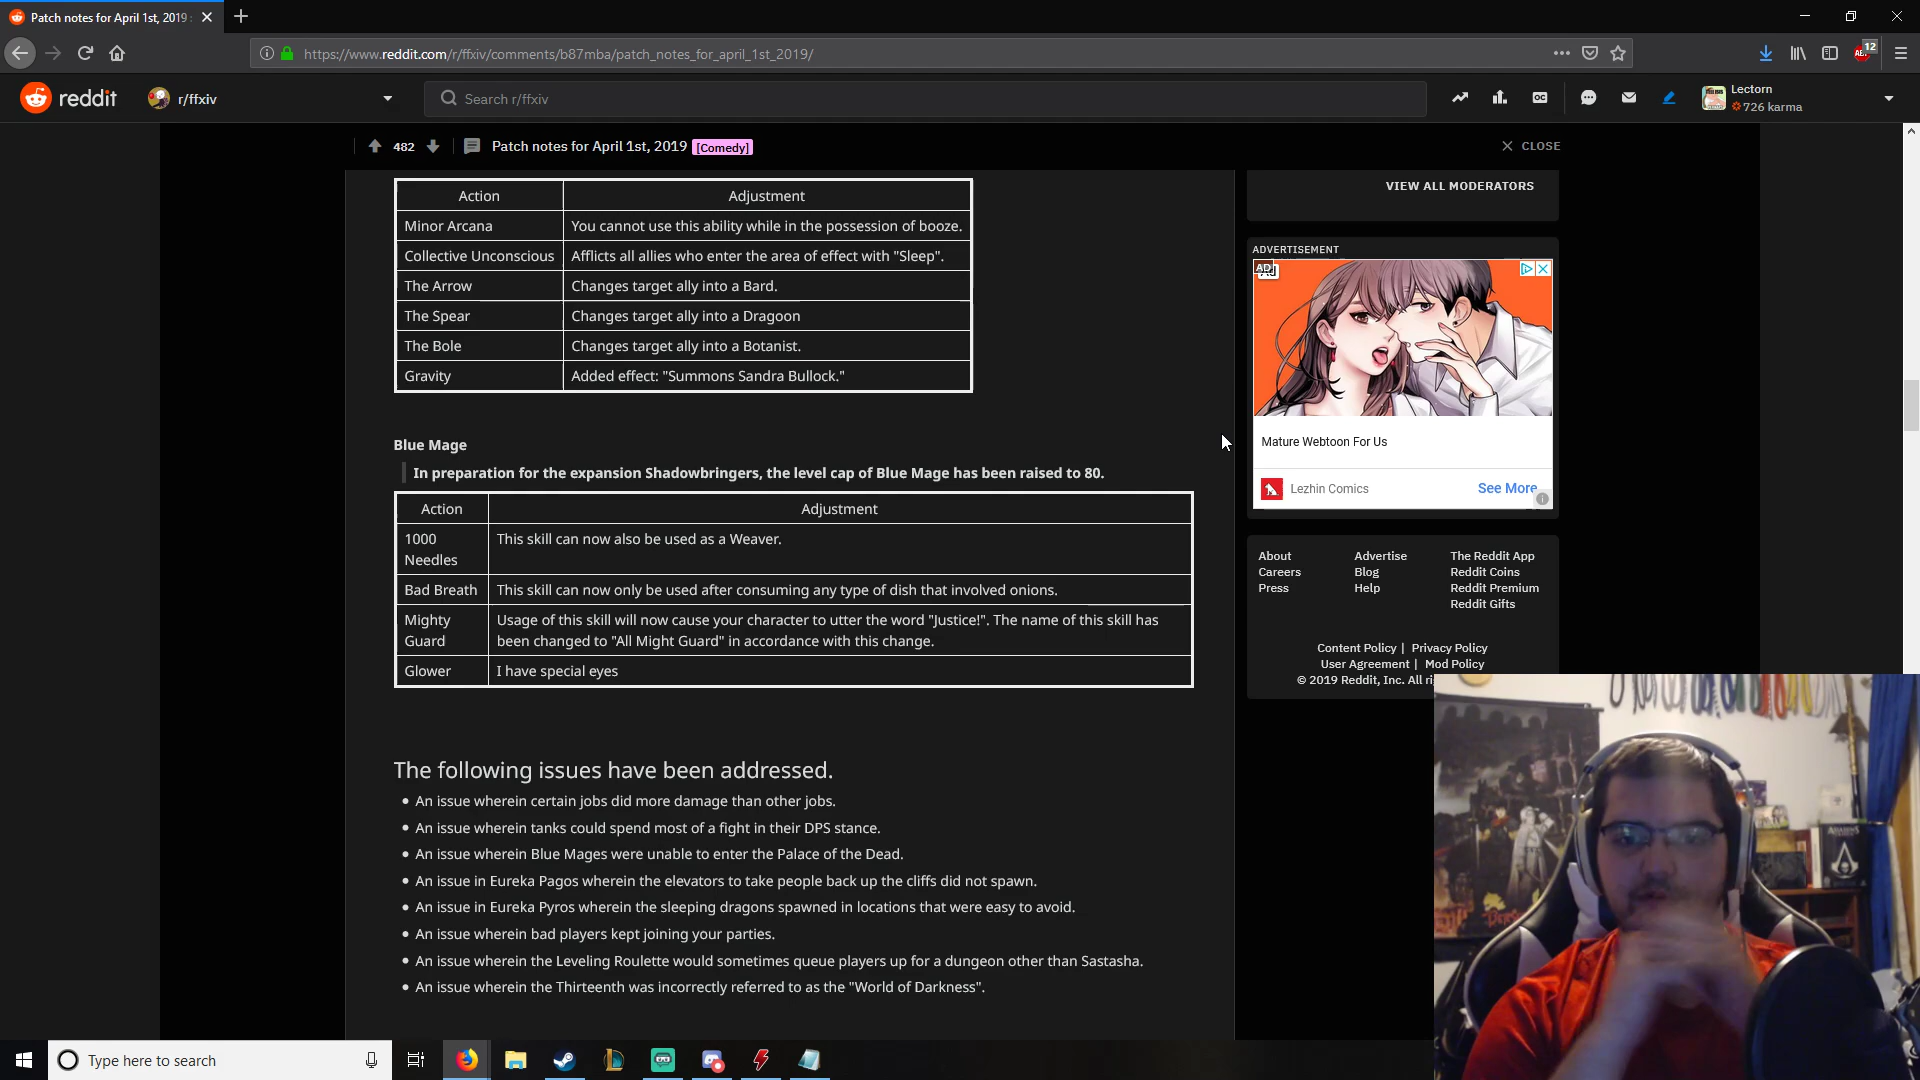 Patch notes for April 1st, 2019
https://www.reddit.com/r/ffxiv/comments/b87mba/patch_notes_for_april_1st_2019/
12
reddit
r/ffxiv
Search r/ffxiv
Lectorn
726 karma
482
Patch notes for April 1st, 2019 [Comedy]
CLOSE
Action Adjustment
Minor Arcana You cannot use this ability while in the possession of booze.
Collective Unconscious Afflicts all allies who enter the area of effect with "Sleep".
The Arrow Changes target ally into a Bard.
The Spear Changes target ally into a Dragoon
The Bole Changes target ally into a Botanist.
Gravity Added effect: "Summons Sandra Bullock."
Blue Mage
In preparation for the expansion Shadowbringers, the level cap of Blue Mage has been raised to 80.
Action Adjustment
1000 Needles This skill can now also be used as a Weaver.
Bad Breath This skill can now only be used after consuming any type of dish that involved onions.
Mighty Guard Usage of this skill will now cause your character to utter the word "Justice!". The name of this skill has
been changed to "All Might Guard" in accordance with this change.
Glower I have special eyes
The following issues have been addressed.
An issue wherein certain jobs did more damage than other jobs.
An issue wherein tanks could spend most of a fight in their DPS stance.
An issue wherein Blue Mages were unable to enter the Palace of the Dead.
An issue in Eureka Pagos wherein the elevators to take people back up the cliffs did not spawn.
An issue in Eureka Pyros wherein the sleeping dragons spawned in locations that were easy to avoid.
An issue wherein bad players kept joining your parties.
An issue wherein the Leveling Roulette would sometimes queue players up for a dungeon other than Sastasha.
An issue wherein the Thirteenth was incorrectly referred to as the "World of Darkness".
VIEW ALL MODERATORS
ADVERTISEMENT
AD
Mature Webtoon For Us
Lezhin Comics
See More
About Advertise The Reddit App
Careers Blog Reddit Coins
Press Help Reddit Premium
Reddit Gifts
Content Policy | Privacy Policy
User Agreement | Mod Policy
© 2019 Reddit, Inc. All
Type here to search